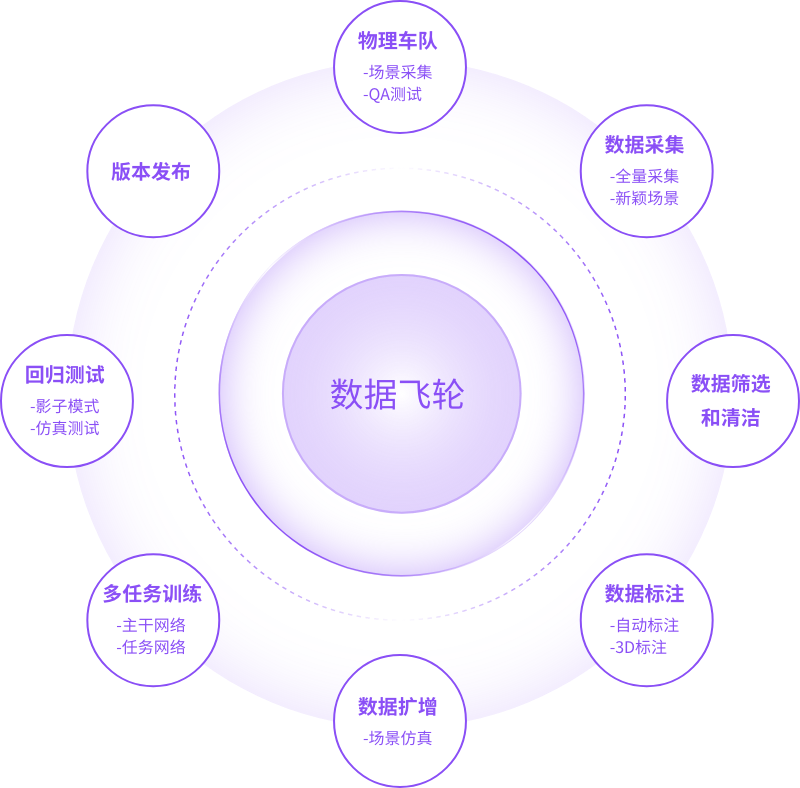 物理车队
-场景采集
-QA测试
数据采集
-全量采集
-新颖场景
数据筛选
和清洁
数据标注
-自动标注
-3D标注
数据扩增
-场景仿真
多任务训练
-主干网络
-任务网络
回归测试
-影子模式
-仿真测试
版本发布
数据飞轮